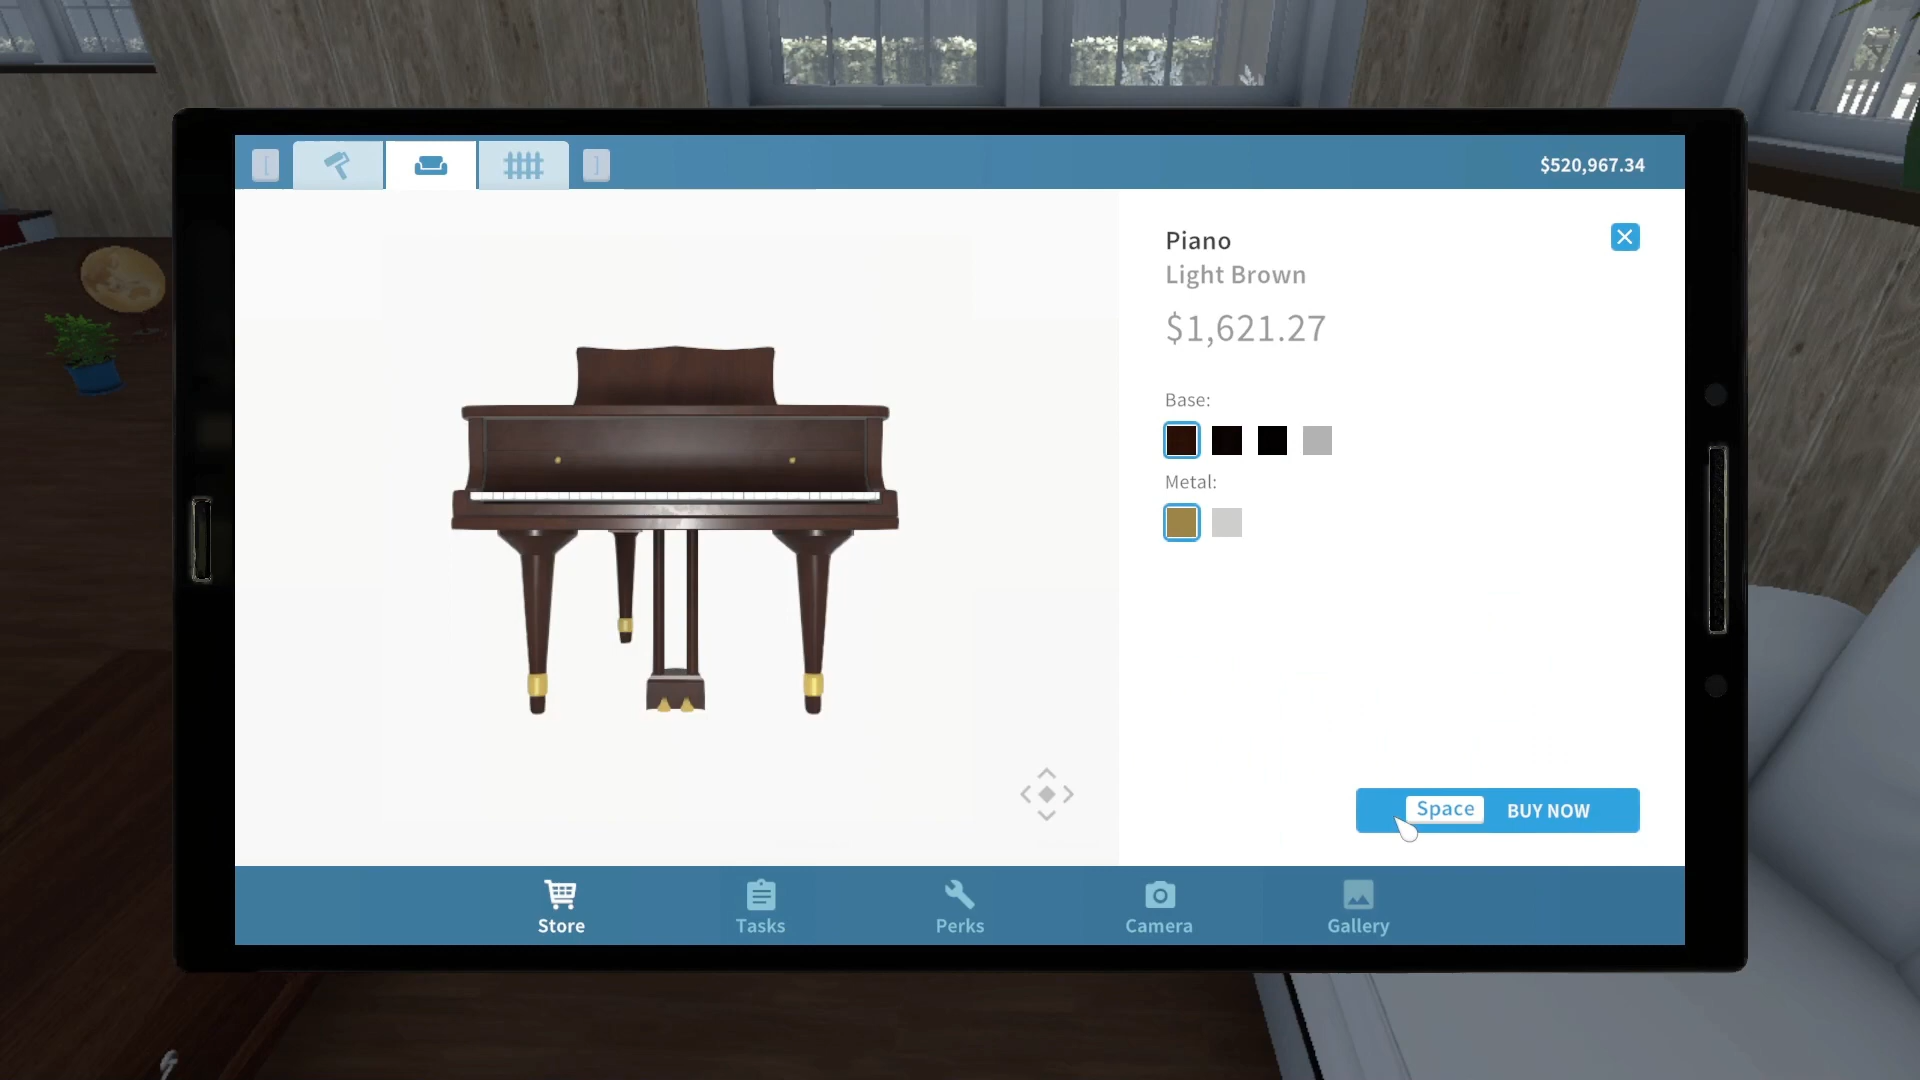 [
]
$520,967.34
Piano
Light Brown
$1,621.27
Base:
Metal:
Space BUY NOW
Store
Tasks
Perks
Camera
Gallery